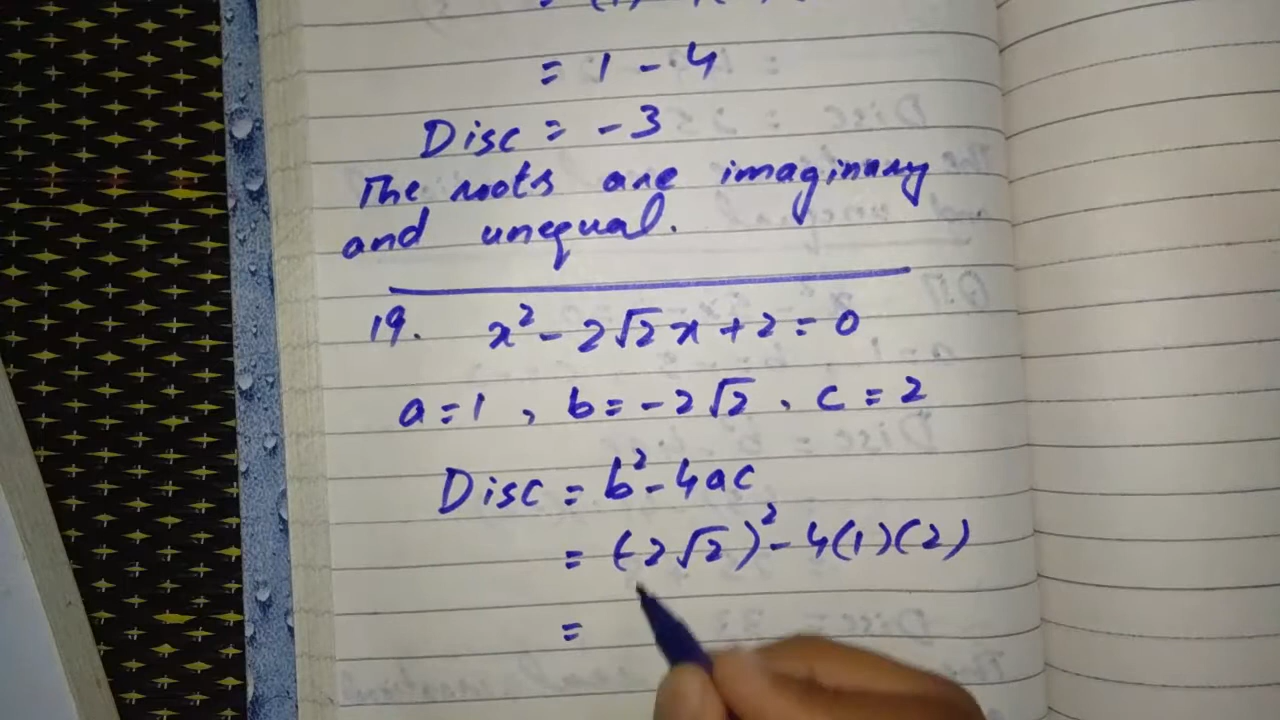 = 1 - 4
Disc = -3
The roots are imaginary
and unequal.
19. x² - 2√2x + 2 = 0
a = 1 , b = -2√2 , c = 2
Disc = b² - 4ac
= (-2√2)² - 4(1)(2)
=